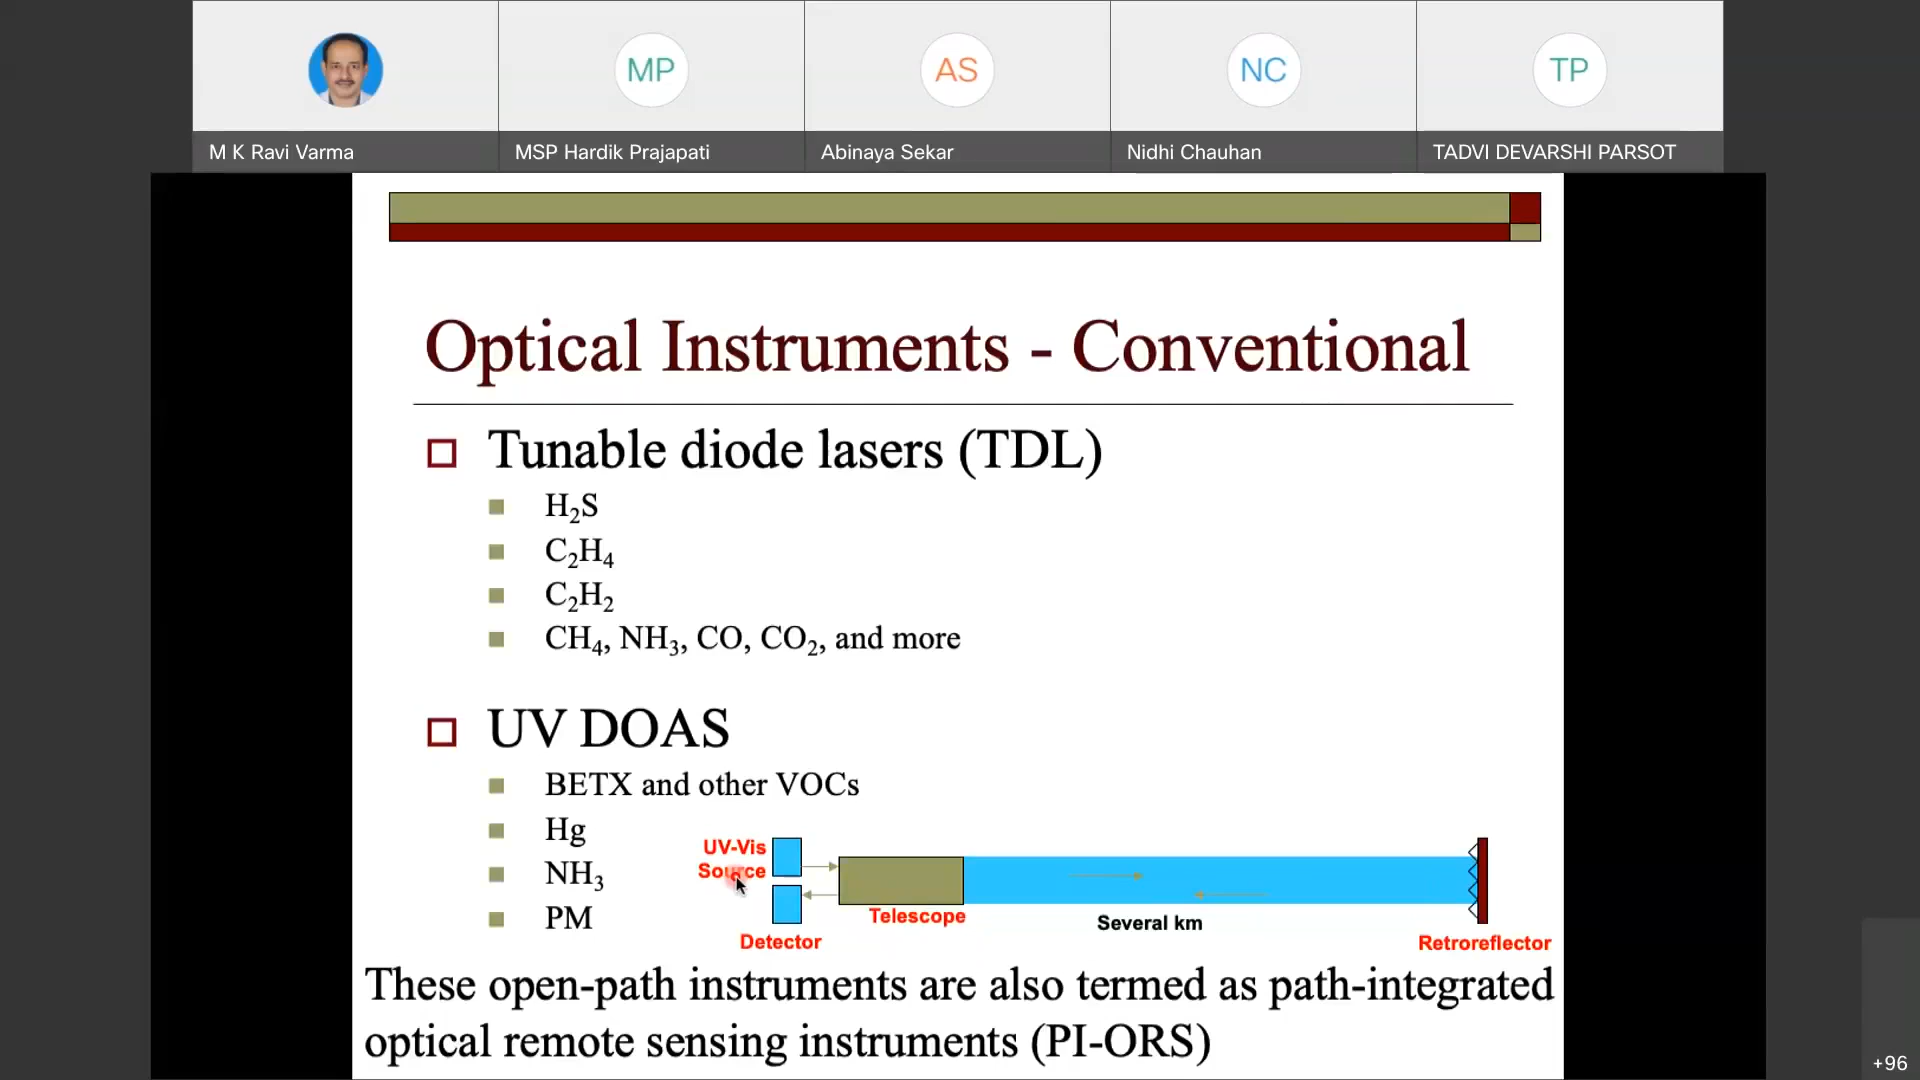 MP
AS
NC
TP
M K Ravi Varma
MSP Hardik Prajapati
Abinaya Sekar
Nidhi Chauhan
TADVI DEVARSHI PARSOT
Optical Instruments - Conventional
Tunable diode lasers (TDL)
H₂S
C₂H₄
C₂H₂
CH₄, NH₃, CO, CO₂, and more
UV DOAS
BETX and other VOCs
Hg
NH₃
PM
UV-Vis
Source
Detector
Telescope
Several km
Retroreflector
These open-path instruments are also termed as path-integrated
optical remote sensing instruments (PI-ORS)
+96